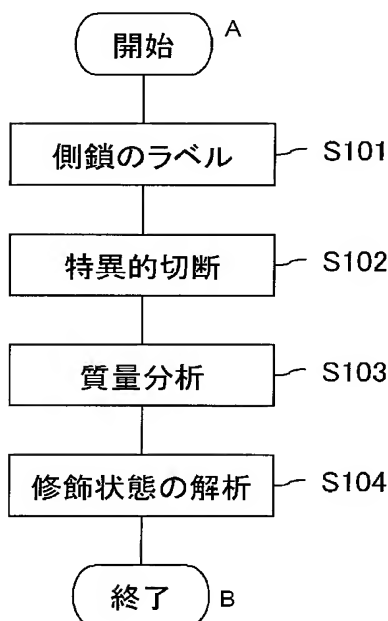 開始 A
側鎖のラベル S101
特異的切断 S102
質量分析 S103
修飾状態の解析 S104
終了 B